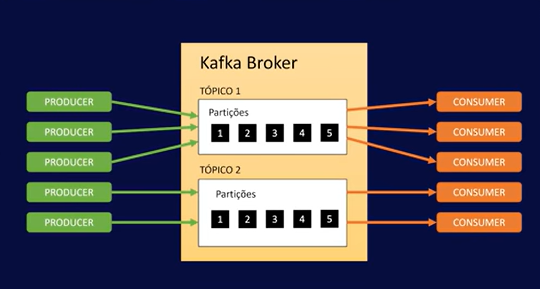 Kafka Broker
TÓPICO 1
PRODUCER
Partições
CONSUMER
PRODUCER
1 2 3 4 5
CONSUMER
PRODUCER
CONSUMER
TÓPICO 2
PRODUCER
Partições
CONSUMER
PRODUCER
1 2 3 4 5
CONSUMER